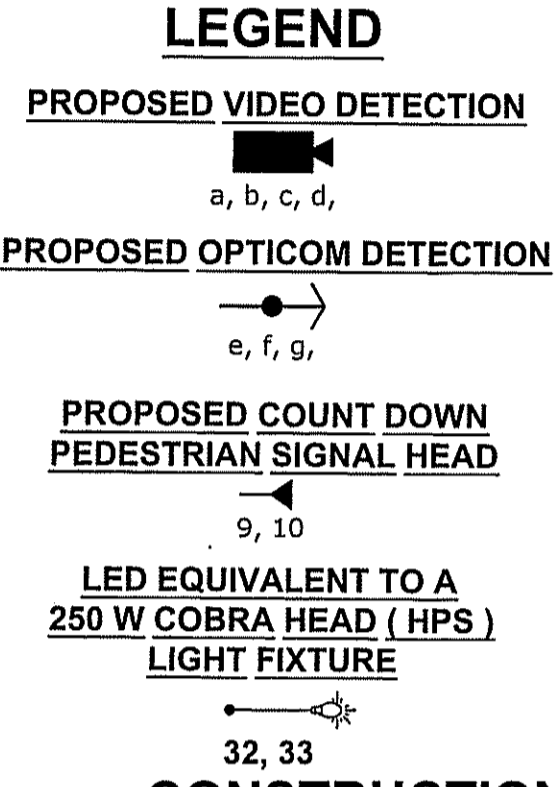 LEGEND
PROPOSED VIDEO DETECTION
a, b, c, d,
PROPOSED OPTICOM DETECTION
e, f, g,
PROPOSED COUNT DOWN
PEDESTRIAN SIGNAL HEAD
9, 10
LED EQUIVALENT TO A
250 W COBRA HEAD ( HPS )
LIGHT FIXTURE
32, 33
CONSTRUCTION